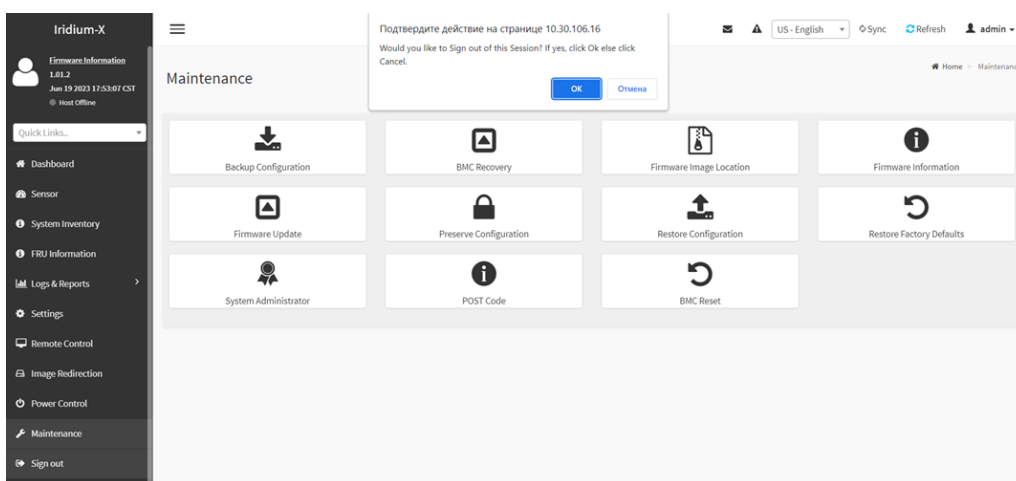 Iridium-X
Firmware Information
1.01.2
Jun 19 2023 17:53:07 CST
Host Offline
Quick Links...
Dashboard
Sensor
System Inventory
FRU Information
Logs & Reports
Settings
Remote Control
Image Redirection
Power Control
Maintenance
Sign out
Подтвердите действие на странице 10.30.106.16
Would you like to Sign out of this Session? If yes, click Ok else click
Cancel.
OK
Отмена
US - English
Sync
Refresh
admin
Maintenance
Home > Maintenanc
Backup Configuration
BMC Recovery
Firmware Image Location
Firmware Information
Firmware Update
Preserve Configuration
Restore Configuration
Restore Factory Defaults
System Administrator
POST Code
BMC Reset